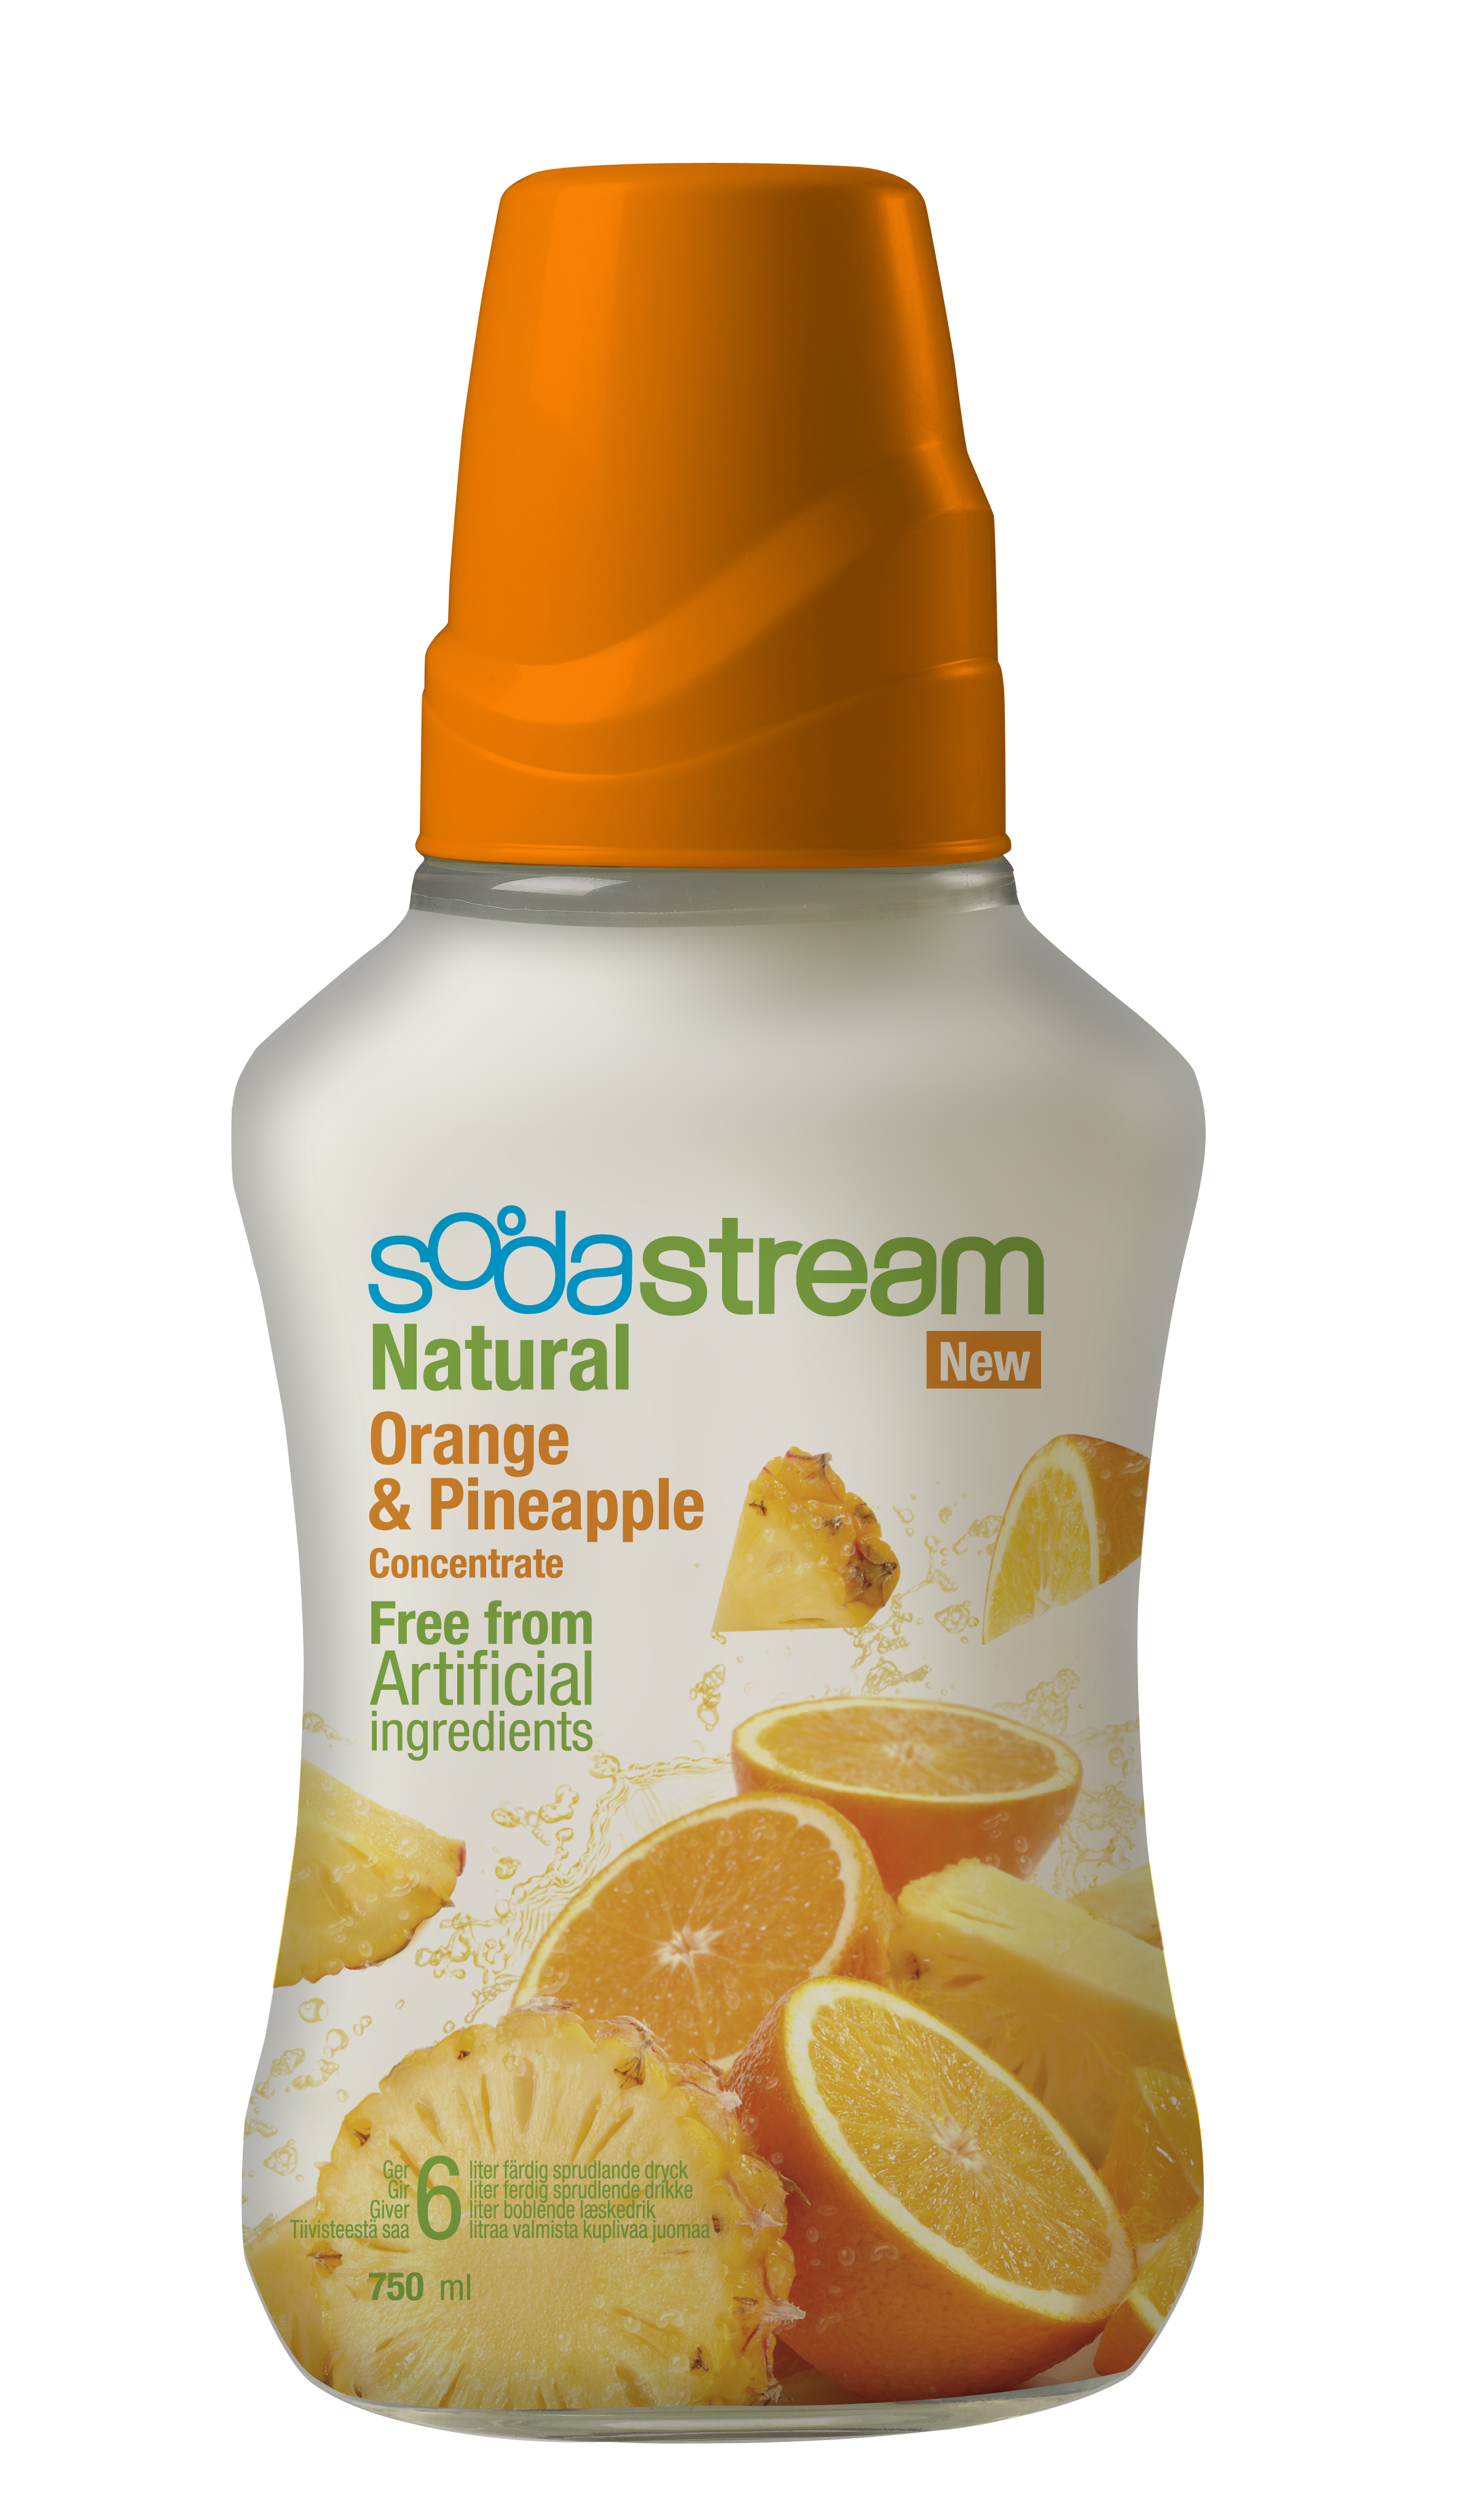 sodastream
Natural
New
Orange
& Pineapple
Concentrate
Free from
Artificial
ingredients
Ger 6 liter färdig sprudlande dryck
Gir liter ferdig sprudlende drikke
Giver liter boblende læskedrik
Tiivisteestä saa litraa valmista kuplivaa juomaa
750 ml